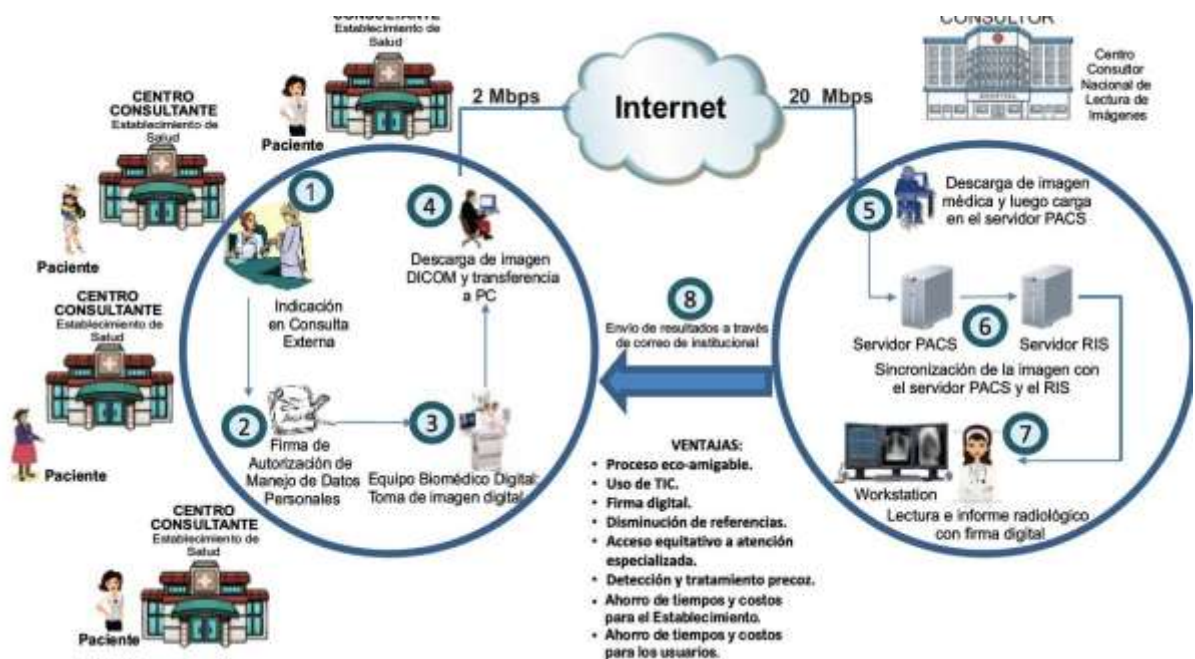 CENTRO
CONSULTANTE
Establecimiento de
Salud
Paciente
CENTRO
CONSULTANTE
Establecimiento de
Salud
Paciente
CENTRO
CONSULTANTE
Establecimiento de
Salud
Paciente
CENTRO
CONSULTANTE
Establecimiento de
Salud
Paciente
1
Indicación
en Consulta
Externa
2
Firma de
Autorización de
Manejo de Datos
Personales
3
Equipo Biomédico Digital:
Toma de imagen digital
4
Descarga de imagen
DICOM y transferencia
a PC
2 Mbps
Internet
20 Mbps
CONSULTOR
HOSPITAL
Centro
Consultor
Nacional de
Lectura de
Imágenes
5
Descarga de imagen
médica y luego carga
en el servidor PACS
Servidor PACS
6
Servidor RIS
Sincronización de la imagen con
el servidor PACS y el RIS
7
Workstation
Lectura e informe radiológico
con firma digital
8
Envío de resultados a través
de correo de institucional
VENTAJAS:
• Proceso eco-amigable.
• Uso de TIC.
• Firma digital.
• Disminución de referencias.
• Acceso equitativo a atención
especializada.
• Detección y tratamiento precoz.
• Ahorro de tiempos y costos
para el Establecimiento.
• Ahorro de tiempos y costos
para los usuarios.